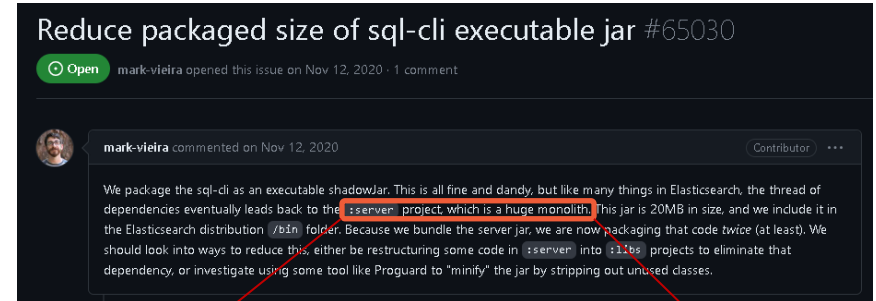 Reduce packaged size of sql-cli executable jar #65030
Open mark-vieira opened this issue on Nov 12, 2020 · 1 comment
mark-vieira commented on Nov 12, 2020 Contributor ···
We package the sql-cli as an executable shadowJar. This is all fine and dandy, but like many things in Elasticsearch, the thread of
dependencies eventually leads back to the :server project, which is a huge monolith. This jar is 20MB in size, and we include it in
the Elasticsearch distribution /bin folder. Because we bundle the server jar, we are now packaging that code twice (at least). We
should look into ways to reduce this, either be restructuring some code in :server into :libs projects to eliminate that
dependency, or investigate using some tool like Proguard to "minify" the jar by stripping out unused classes.